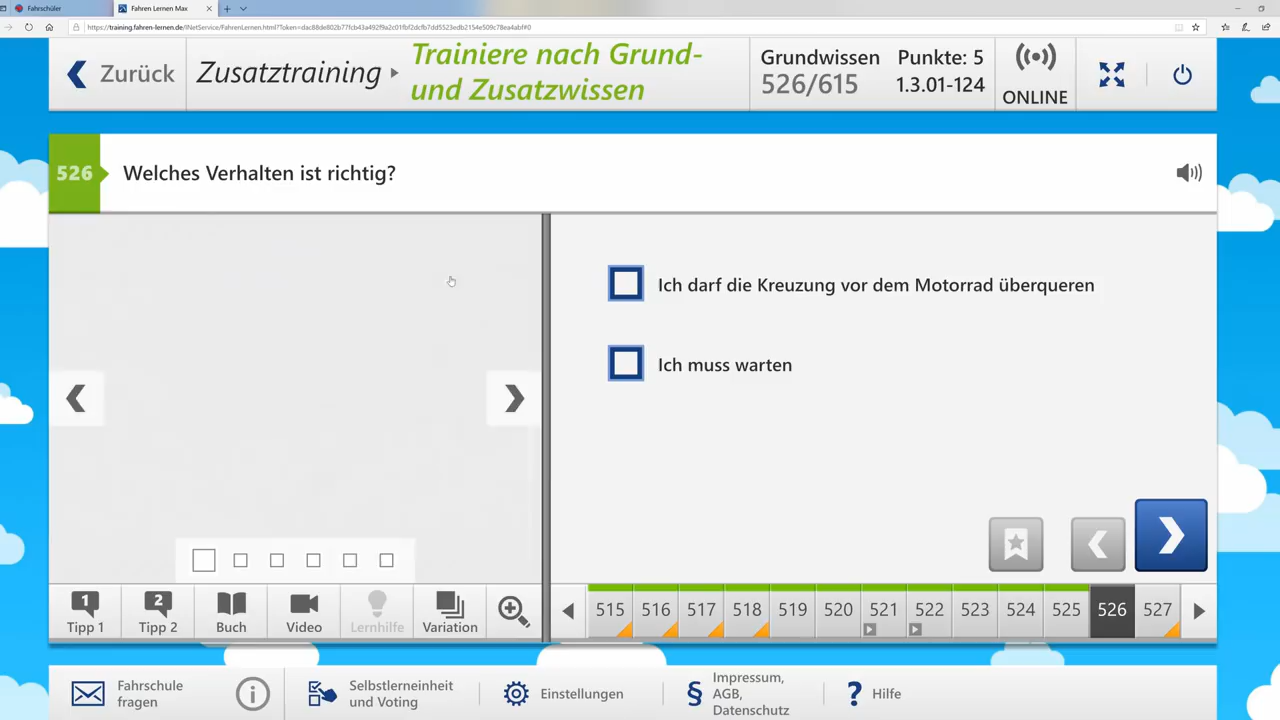 Fahrschüler
Fahren Lernen Max
Zurück
Zusatztraining
Trainiere nach Grund-
und Zusatzwissen
Grundwissen
526/615
Punkte: 5
1.3.01-124
ONLINE
526
Welches Verhalten ist richtig?
Ich darf die Kreuzung vor dem Motorrad überqueren
Ich muss warten
1
Tipp 1
2
Tipp 2
Buch
Video
Lernhilfe
Variation
515
516
517
518
519
520
521
522
523
524
525
526
527
Fahrschule
fragen
Selbstlerneinheit
und Voting
Einstellungen
§
Impressum,
AGB,
Datenschutz
?
Hilfe